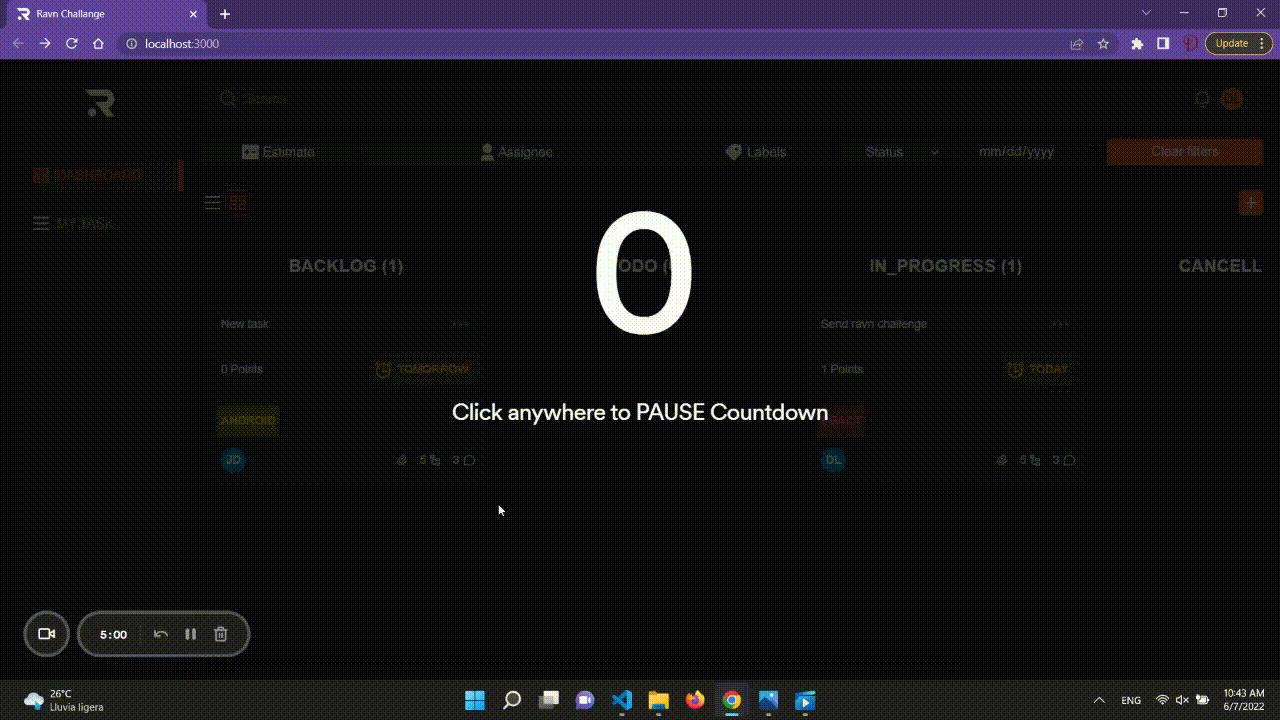 Ravn Challange
localhost:3000
Update
Search
Estimate
Assignee
Labels
Status
mm/dd/yyyy
Clear filters
DASHBOARD
MY TASK
0
BACKLOG (1)
ODO (
IN_PROGRESS (1)
CANCELL
New task
Send ravn challenge
0 Points
TOMORROW
1 Points
TODAY
Click anywhere to PAUSE Countdown
ANDROID
REACT
JD
5
3
DL
5
3
DL
5:00
26°C
Lluvia ligera
ENG
10:43 AM
6/7/2022